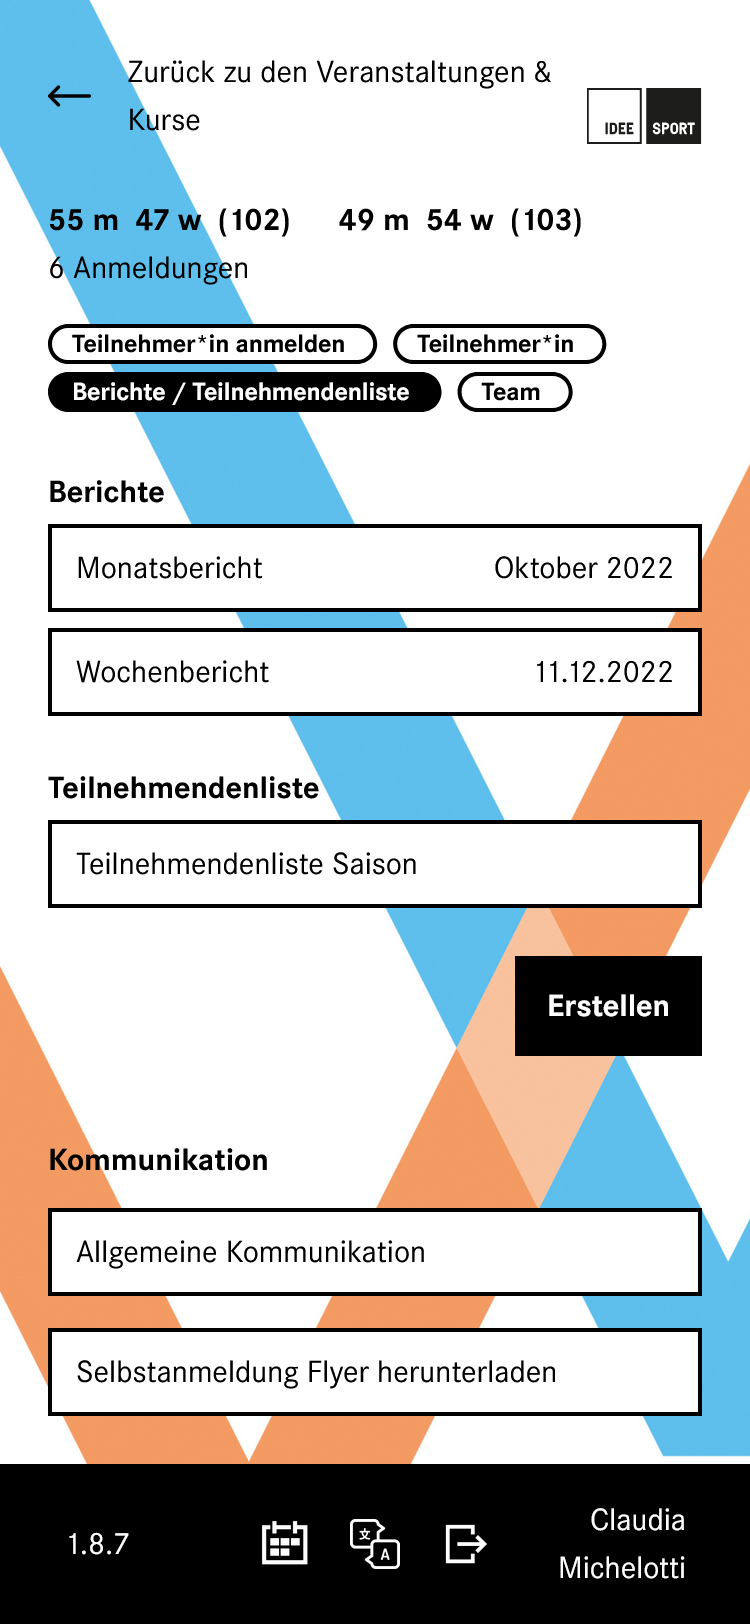 Zurück zu den Veranstaltungen &
Kurse
IDEE SPORT
55 m 47 w (102) 49 m 54 w (103)
6 Anmeldungen
Teilnehmer*in anmelden Teilnehmer*in
Berichte / Teilnehmendenliste Team
Berichte
Monatsbericht Oktober 2022
Wochenbericht 11.12.2022
Teilnehmendenliste
Teilnehmendenliste Saison
Erstellen
Kommunikation
Allgemeine Kommunikation
Selbstanmeldung Flyer herunterladen
1.8.7 文 A Claudia
Michelotti